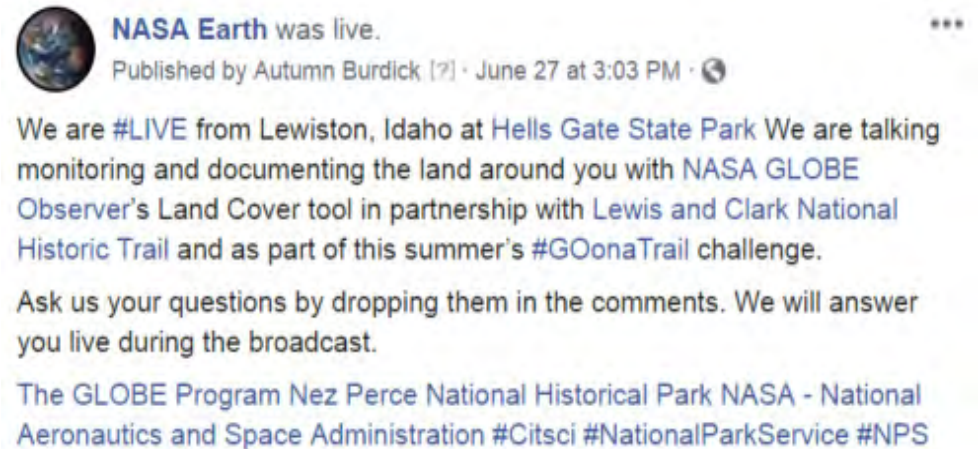 NASA Earth was live.
Published by Autumn Burdick [?] · June 27 at 3:03 PM ·
We are #LIVE from Lewiston, Idaho at Hells Gate State Park We are talking
monitoring and documenting the land around you with NASA GLOBE
Observer's Land Cover tool in partnership with Lewis and Clark National
Historic Trail and as part of this summer's #GOonaTrail challenge.
Ask us your questions by dropping them in the comments. We will answer
you live during the broadcast.
The GLOBE Program Nez Perce National Historical Park NASA - National
Aeronautics and Space Administration #Citsci #NationalParkService #NPS